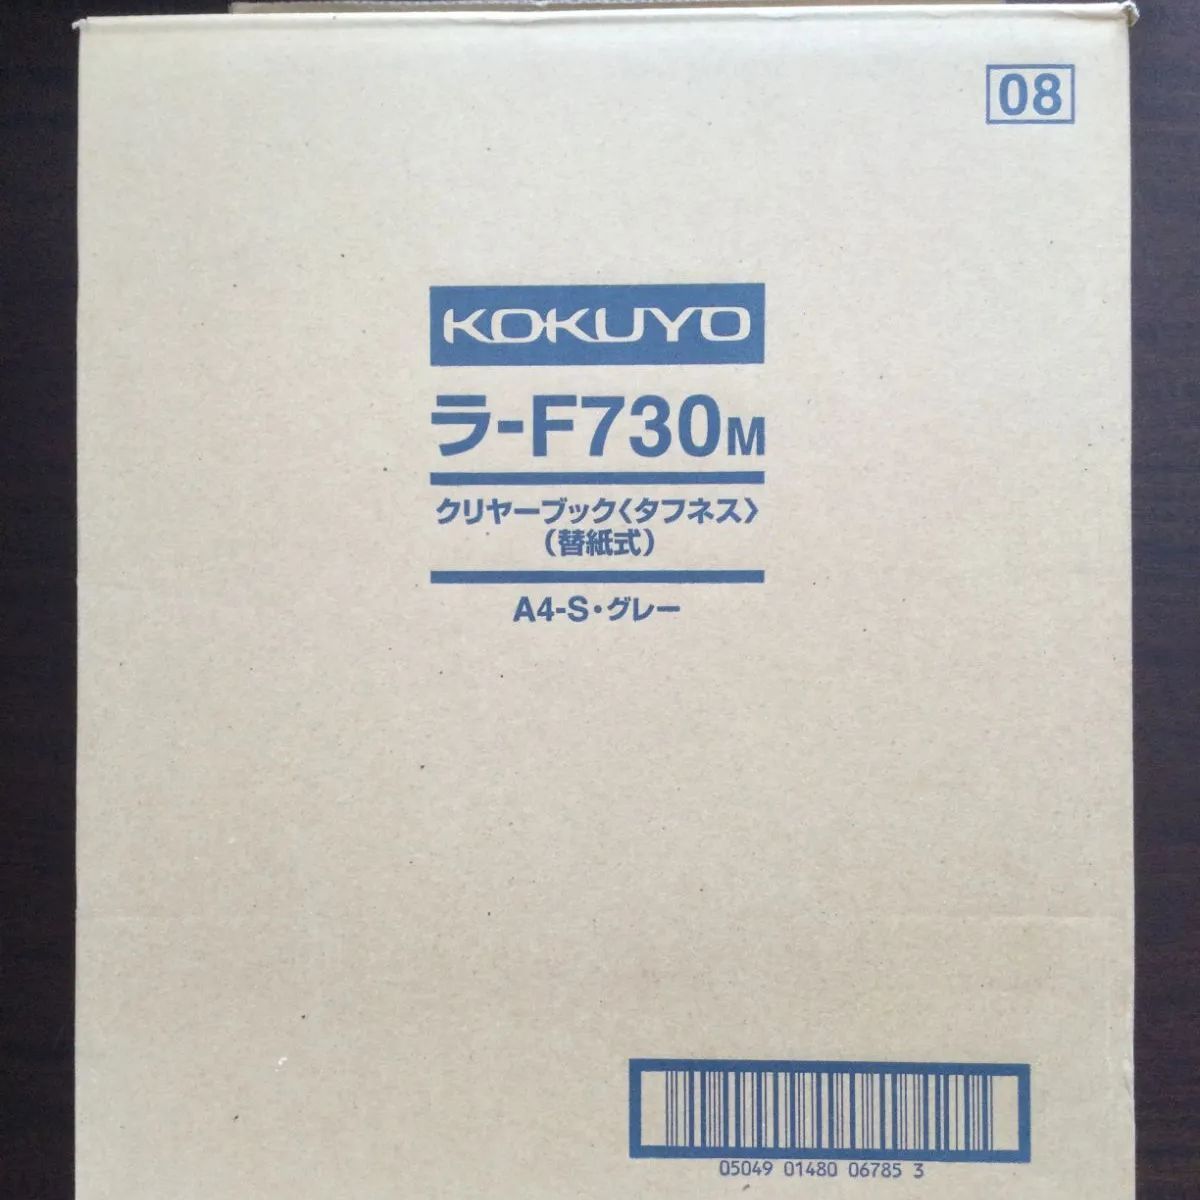 08
KOKUYO
ラ-F730M
クリヤーブック〈タフネス〉
（替紙式）
A4-S・グレー
05049 01480 06785 3